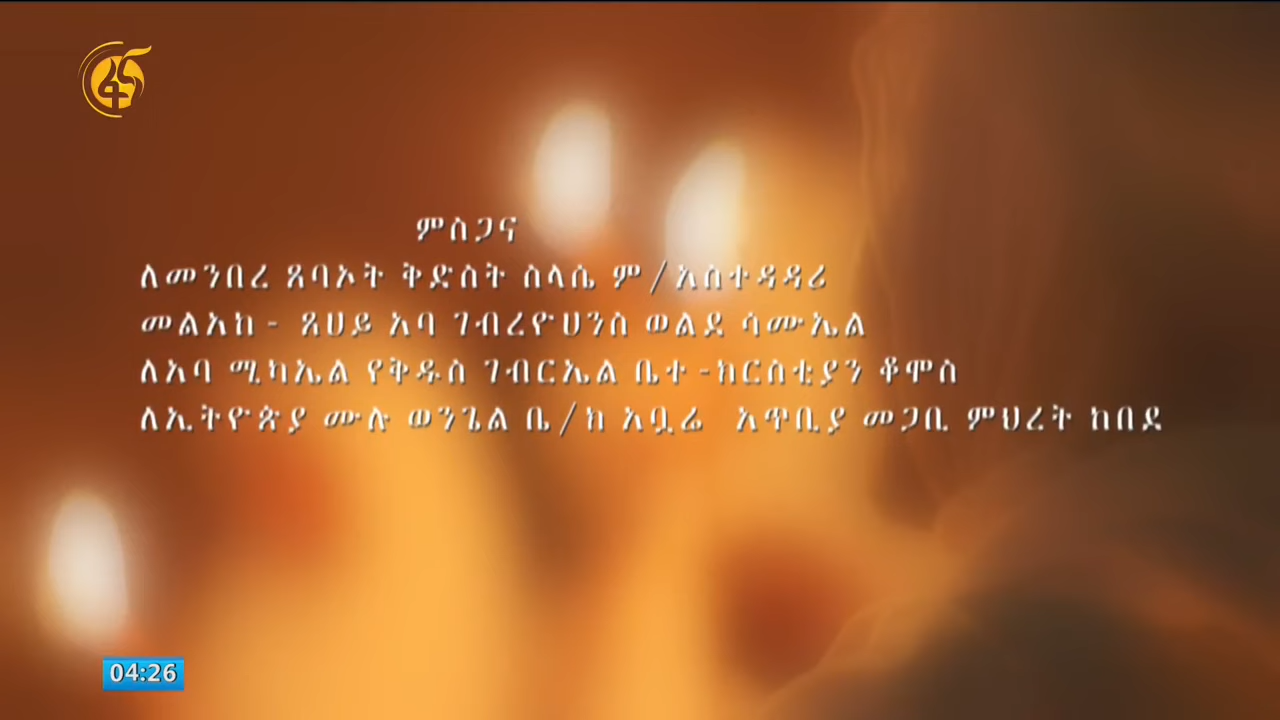 ምስጋና
ለመንበረ ጸባኦት ቅድስት ስላሴ ም/አስተዳዳሪ
መልአከ- ጸሀይ አባ ገብረዮሀንስ ወልደ ሳሙኤል
ለአባ ሚካኤል የቅዱስ ገብርኤል ቤተ-ክርስቲያን ቆሞስ
ለኢትዮጵያ ሙሉ ወንጌል ቤ/ክ አቧሬ አጥቢያ መጋቢ ምህረት ከበደ
04:26